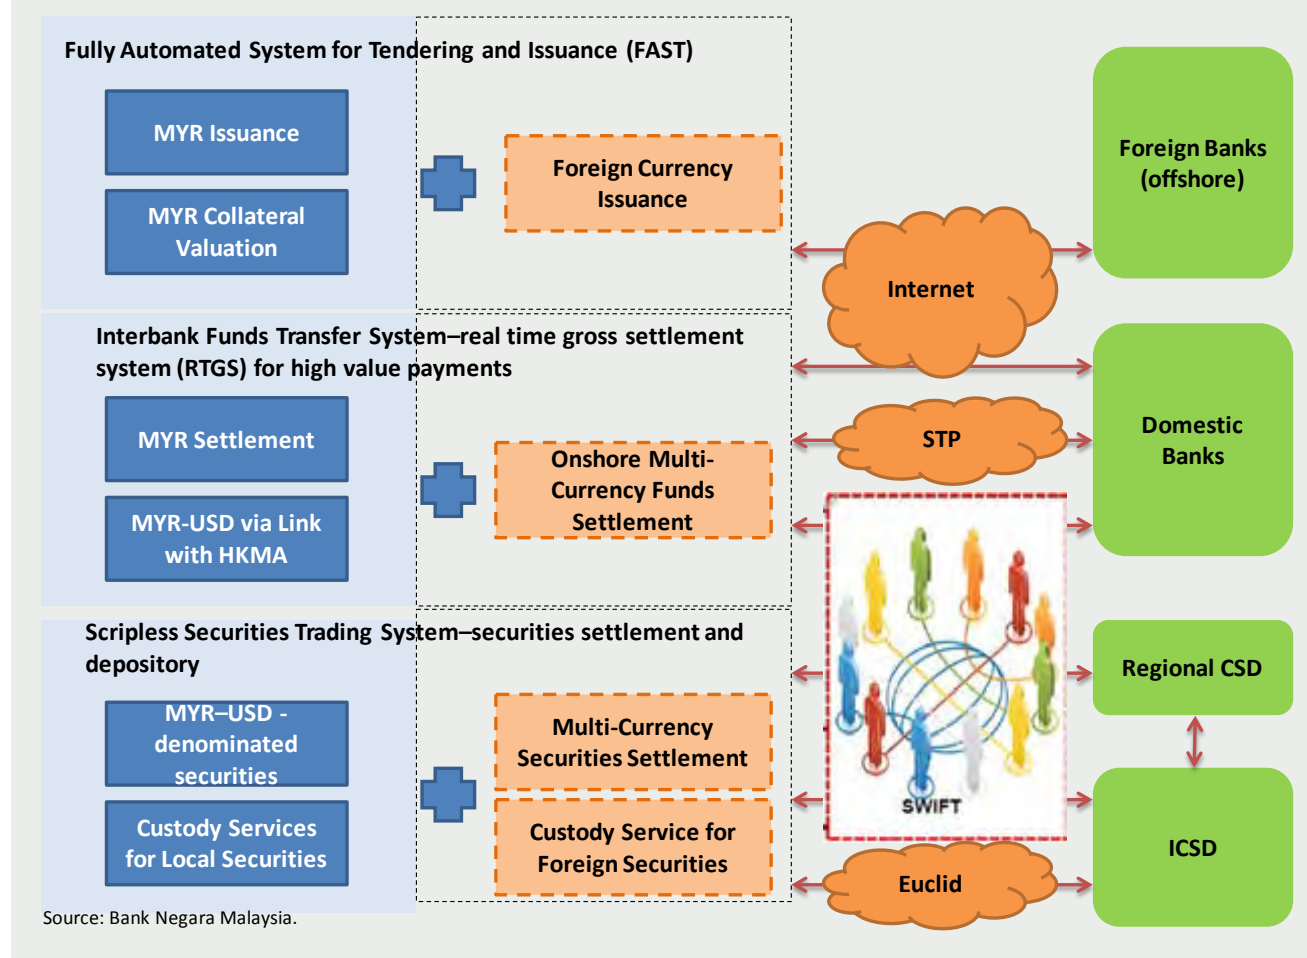 Fully Automated System for Tendering and Issuance (FAST)
MYR Issuance
MYR Collateral
Valuation
Foreign Currency
Issuance
Interbank Funds Transfer System–real time gross settlement
system (RTGS) for high value payments
MYR Settlement
MYR-USD via Link
with HKMA
Onshore Multi-
Currency Funds
Settlement
Scripless Securities Trading System–securities settlement and
depository
MYR–USD -
denominated
securities
Custody Services
for Local Securities
Multi-Currency
Securities Settlement
Custody Service for
Foreign Securities
Internet
STP
SWIFT
Euclid
Foreign Banks
(offshore)
Domestic
Banks
Regional CSD
ICSD
Source: Bank Negara Malaysia.